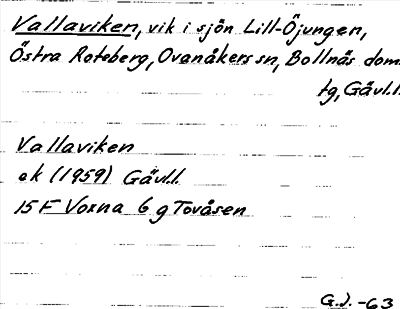 Vallaviken, vik i sjön Lill-Öjungen,
Östra Roteberg, Ovanåkers sn, Bollnäs doms.
tg, Gävl.l.
Vallaviken
ek (1959) Gävl.l.
15 F Voxna 6 g Tovåsen
G.J. -63